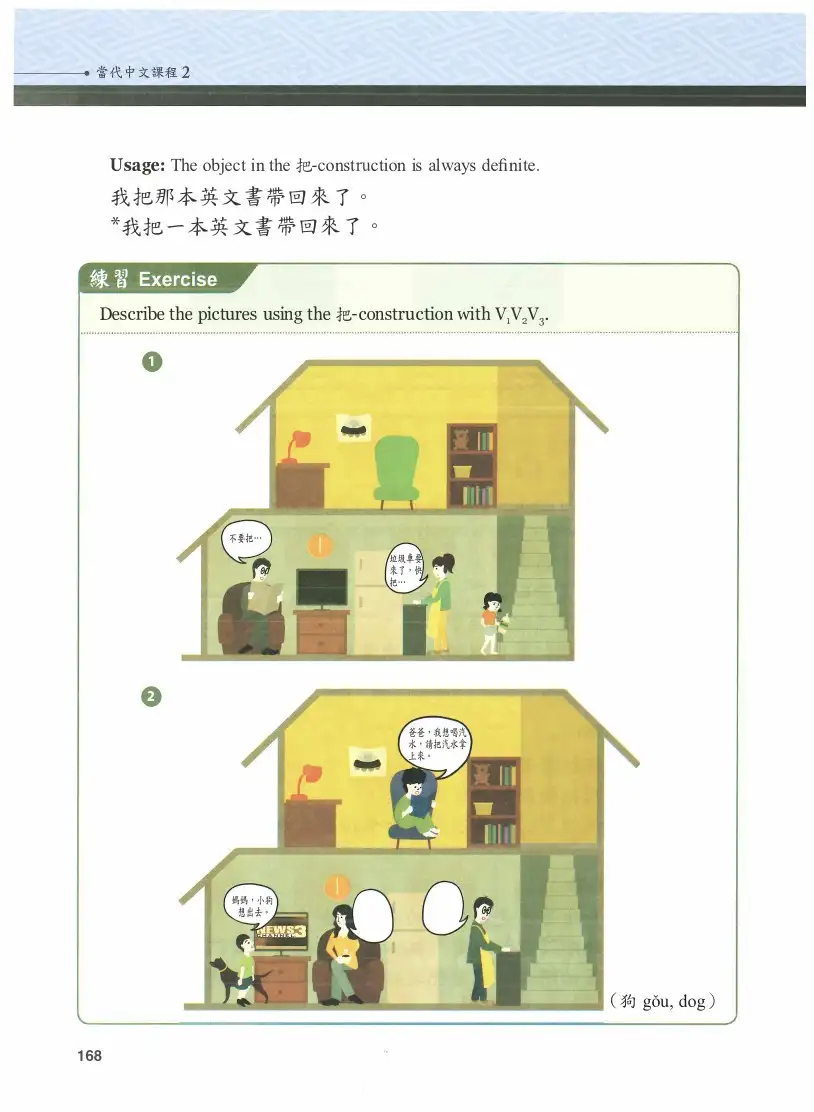 當代中文課程 2
Usage: The object in the 把-construction is always definite.
我把那本英文書帶回來了。
*我把一本英文書帶回來了。
練習 Exercise
Describe the pictures using the 把-construction with V₁V₂V₃.
1
不要把…
垃圾車要
來了，快
把…
2
爸爸，我想喝汽
水，請把汽水拿
上來。
媽媽，小狗
想出去。
NEWS3
CHANNEL
（狗 gǒu, dog）
168